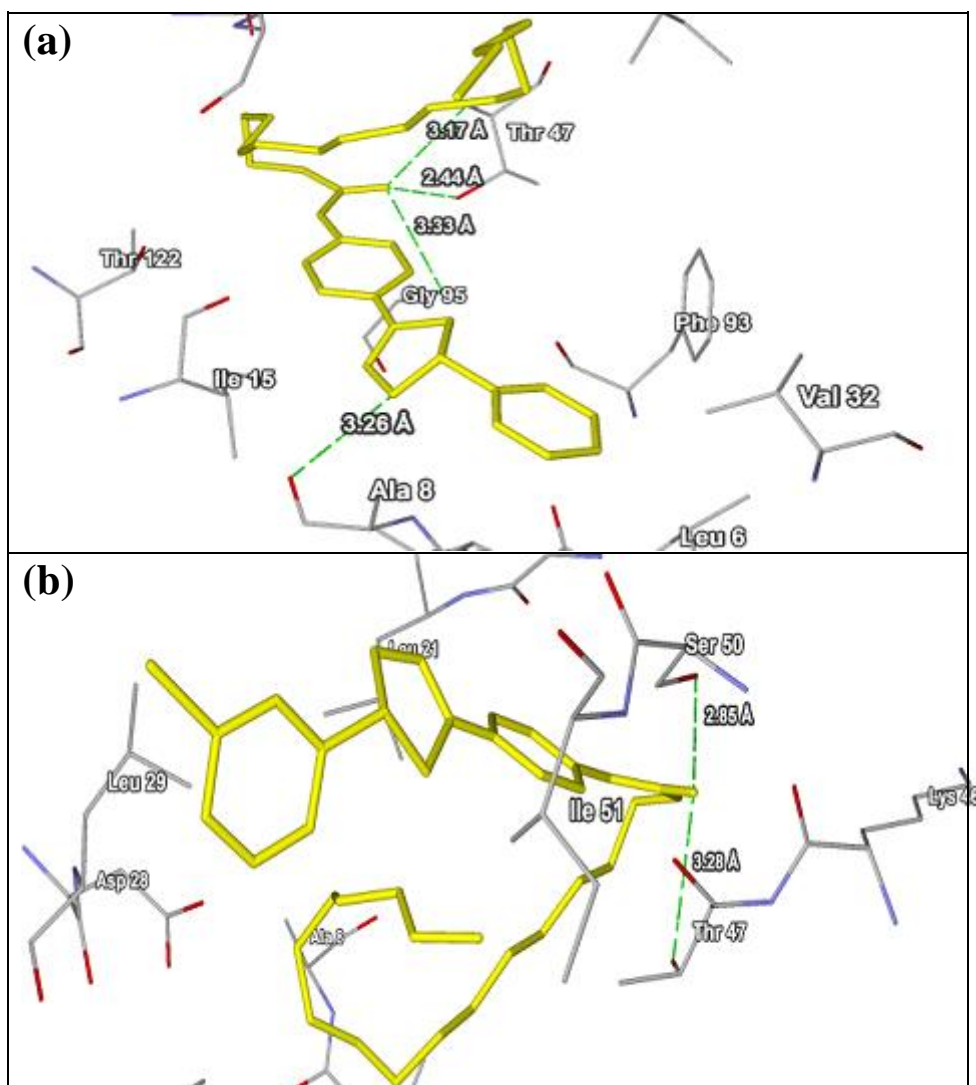 (a)
3.17 Å
Thr 47
2.44 Å
3.33 Å
Thr 122
Gly 95
Phe 93
Ile 15
Val 32
3.26 Å
Ala 8
Leu 6
(b)
Leu 21
Ser 50
2.85 Å
Leu 29
Ile 51
3.28 Å
Asp 28
Thr 47